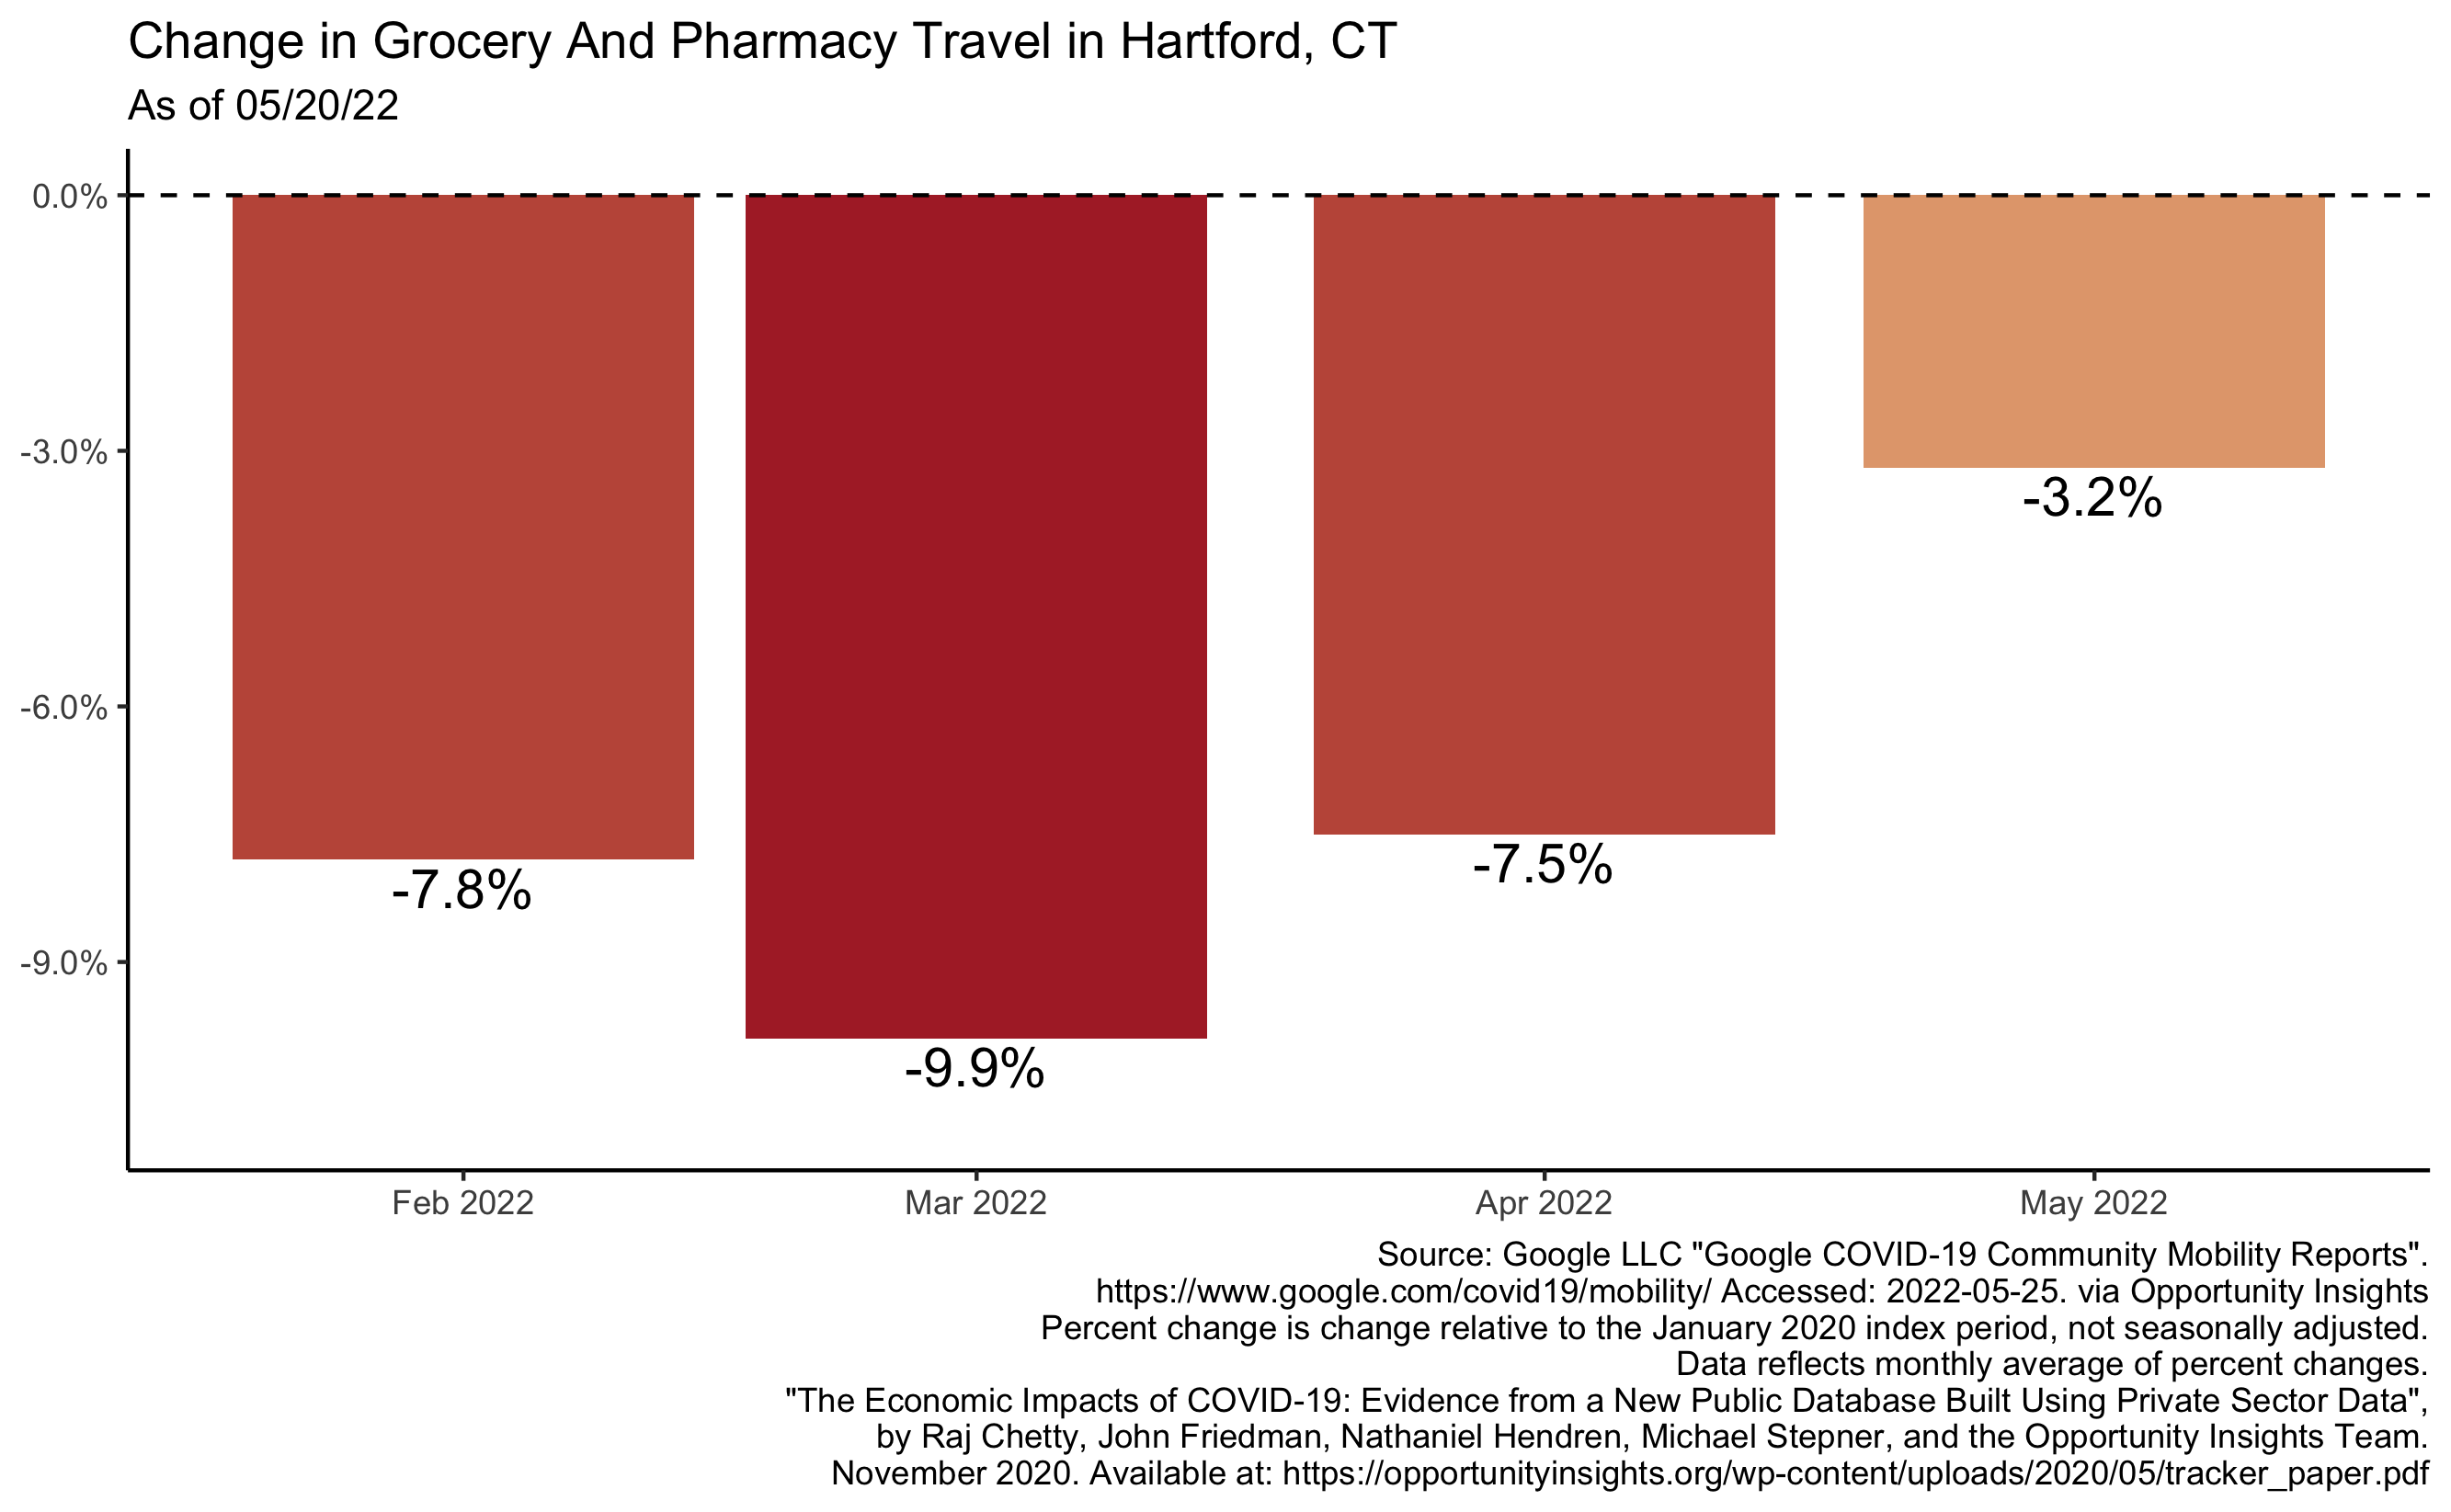 Change in Grocery And Pharmacy Travel in Hartford, CT
As of 05/20/22
0.0%
-3.0%
-6.0%
-9.0%
-7.8%
-9.9%
-7.5%
-3.2%
Feb 2022
Mar 2022
Apr 2022
May 2022
Source: Google LLC "Google COVID-19 Community Mobility Reports".
https://www.google.com/covid19/mobility/ Accessed: 2022-05-25. via Opportunity Insights
Percent change is change relative to the January 2020 index period, not seasonally adjusted.
Data reflects monthly average of percent changes.
"The Economic Impacts of COVID-19: Evidence from a New Public Database Built Using Private Sector Data",
by Raj Chetty, John Friedman, Nathaniel Hendren, Michael Stepner, and the Opportunity Insights Team.
November 2020. Available at: https://opportunityinsights.org/wp-content/uploads/2020/05/tracker_paper.pdf